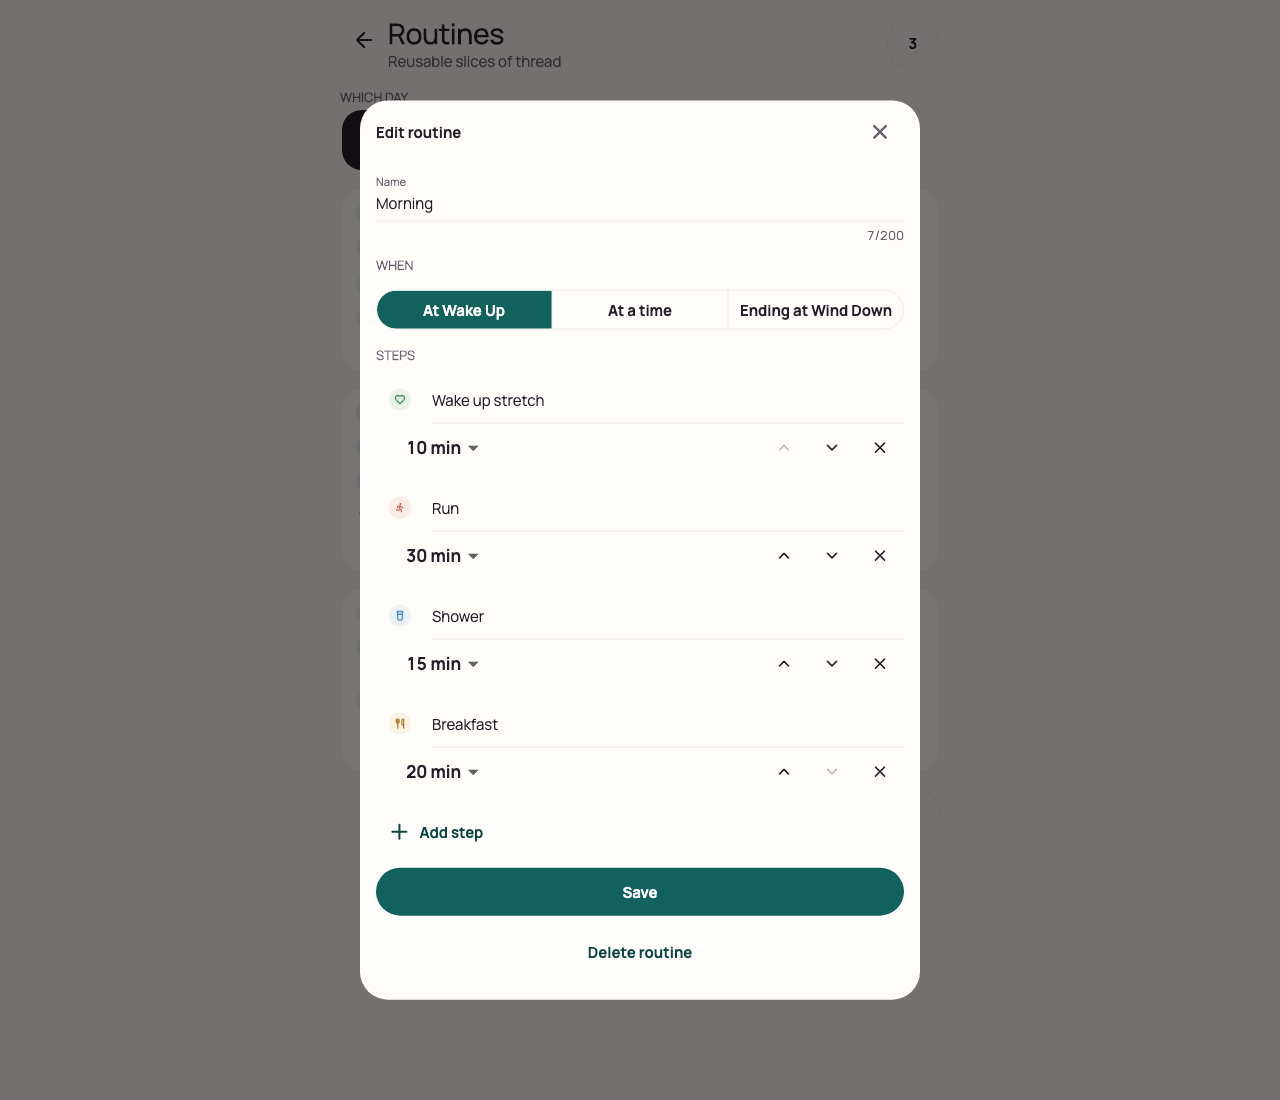 Routines
Reusable slices of thread
3
WHICH DAY
Edit routine
Name
Morning
7/200
WHEN
At Wake Up
At a time
Ending at Wind Down
STEPS
Wake up stretch
10 min
Run
30 min
Shower
15 min
Breakfast
20 min
Add step
Save
Delete routine